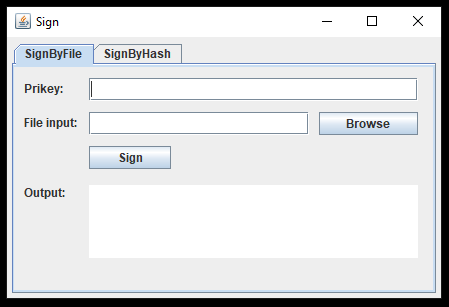 Sign
SignByFile SignByHash
Prikey:
File input: Browse
Sign
Output: